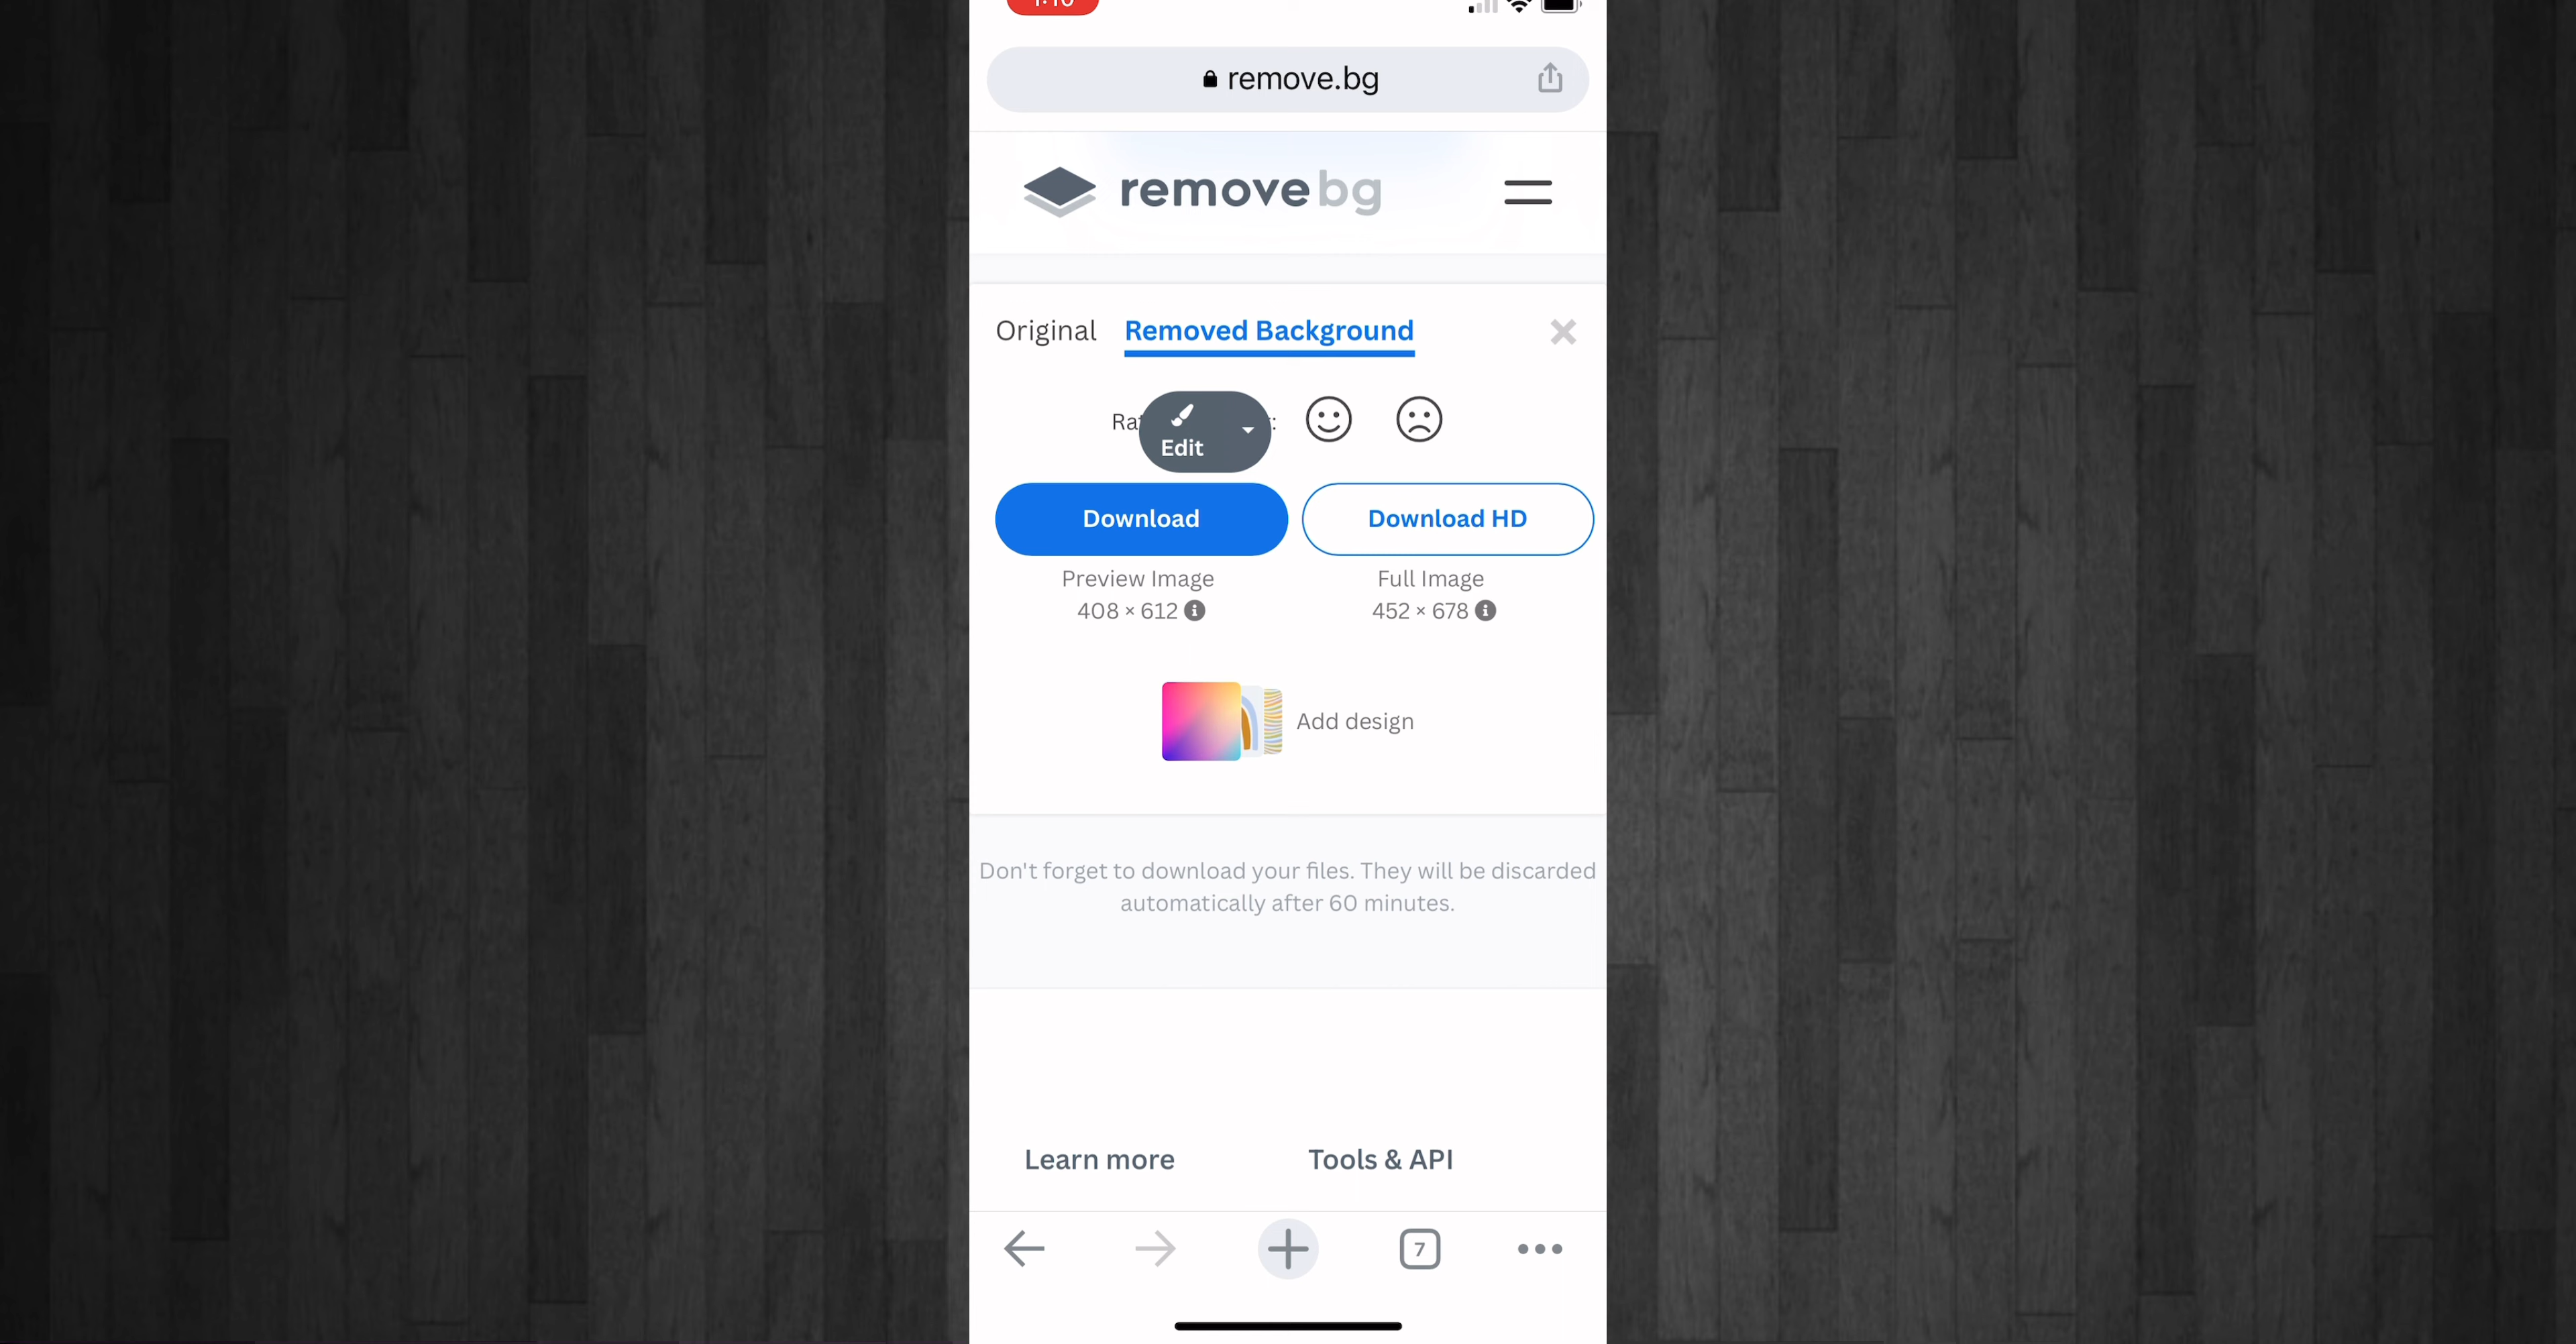 remove.bg
removebg
Original Removed Background
Edit
Download Download HD
Preview Image Full Image
408 × 612 452 × 678
Add design
Don't forget to download your files. They will be discarded
automatically after 60 minutes.
Learn more Tools & API
7